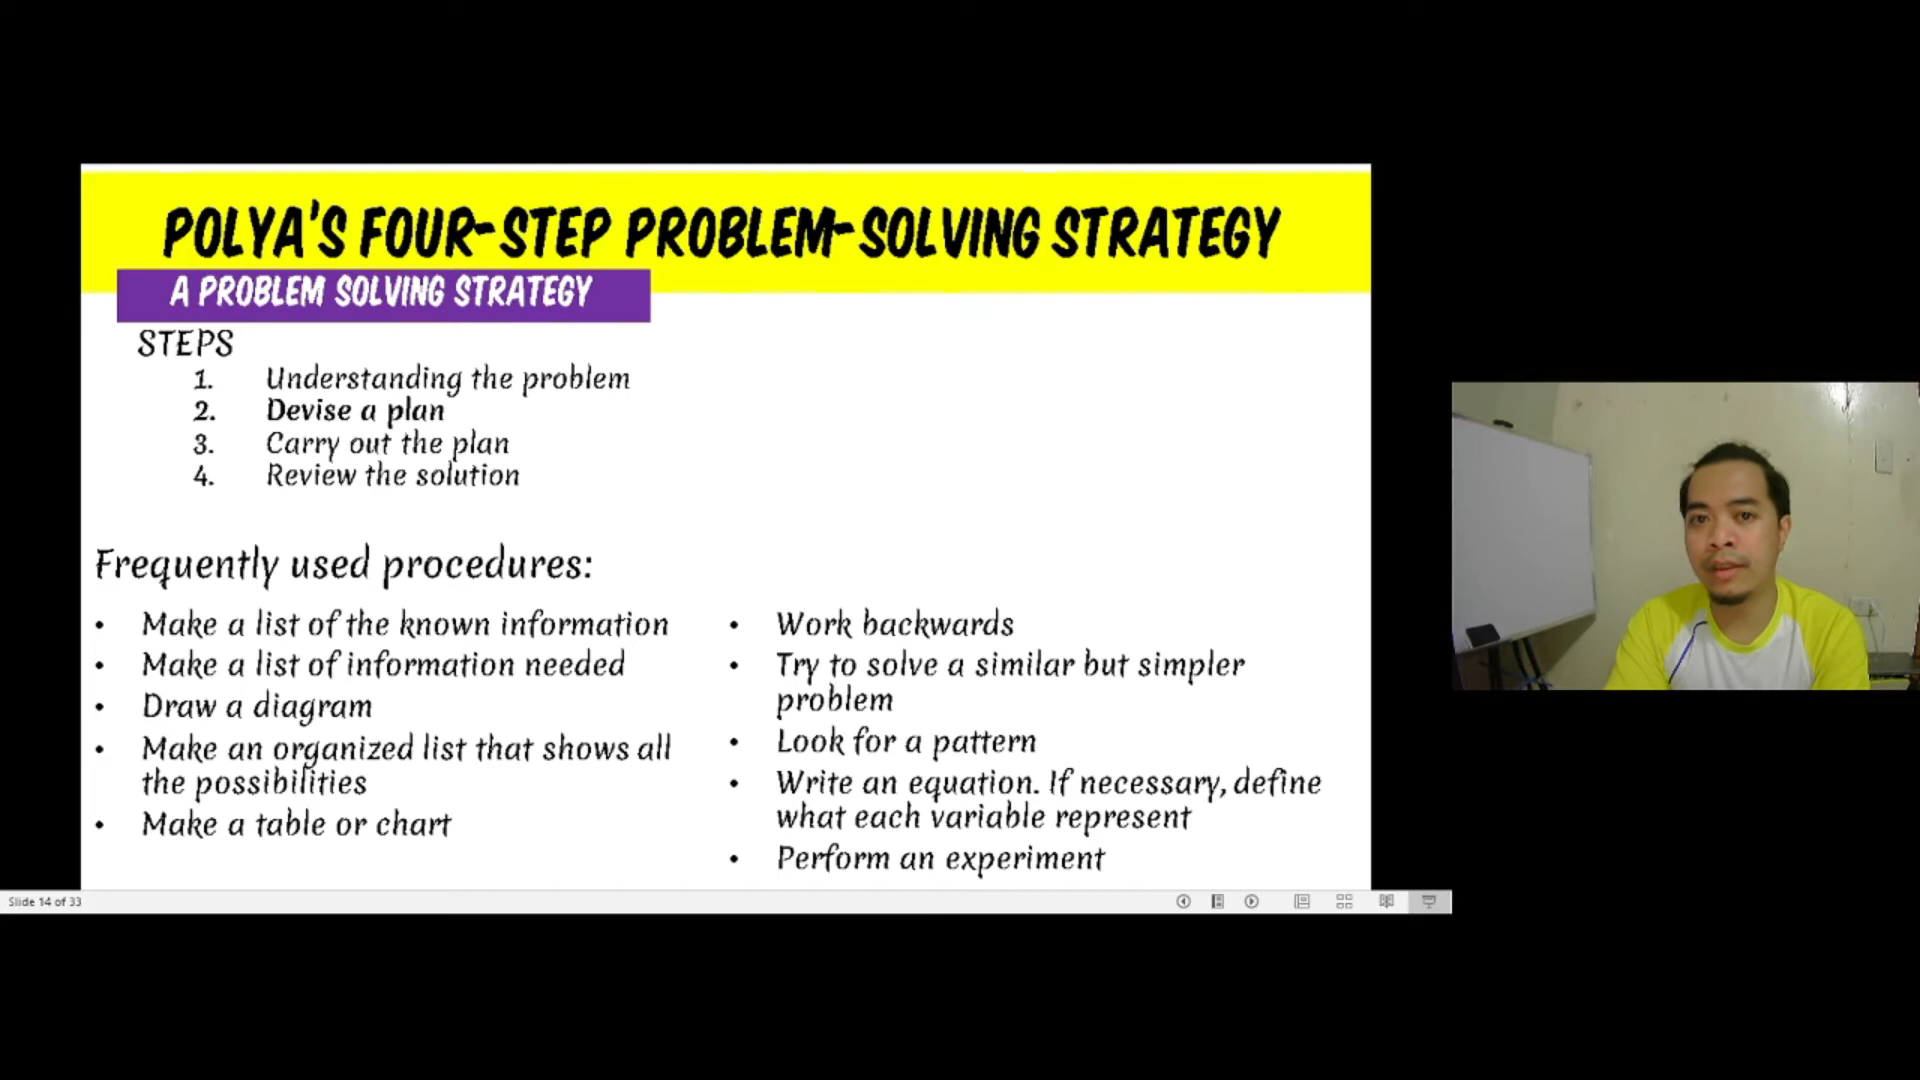 POLYA'S FOUR-STEP PROBLEM-SOLVING STRATEGY
A PROBLEM SOLVING STRATEGY
STEPS
1. Understanding the problem
2. Devise a plan
3. Carry out the plan
4. Review the solution
Frequently used procedures:
• Make a list of the known information
• Make a list of information needed
• Draw a diagram
• Make an organized list that shows all
the possibilities
• Make a table or chart
• Work backwards
• Try to solve a similar but simpler
problem
• Look for a pattern
• Write an equation. If necessary, define
what each variable represent
• Perform an experiment
Slide 14 of 33